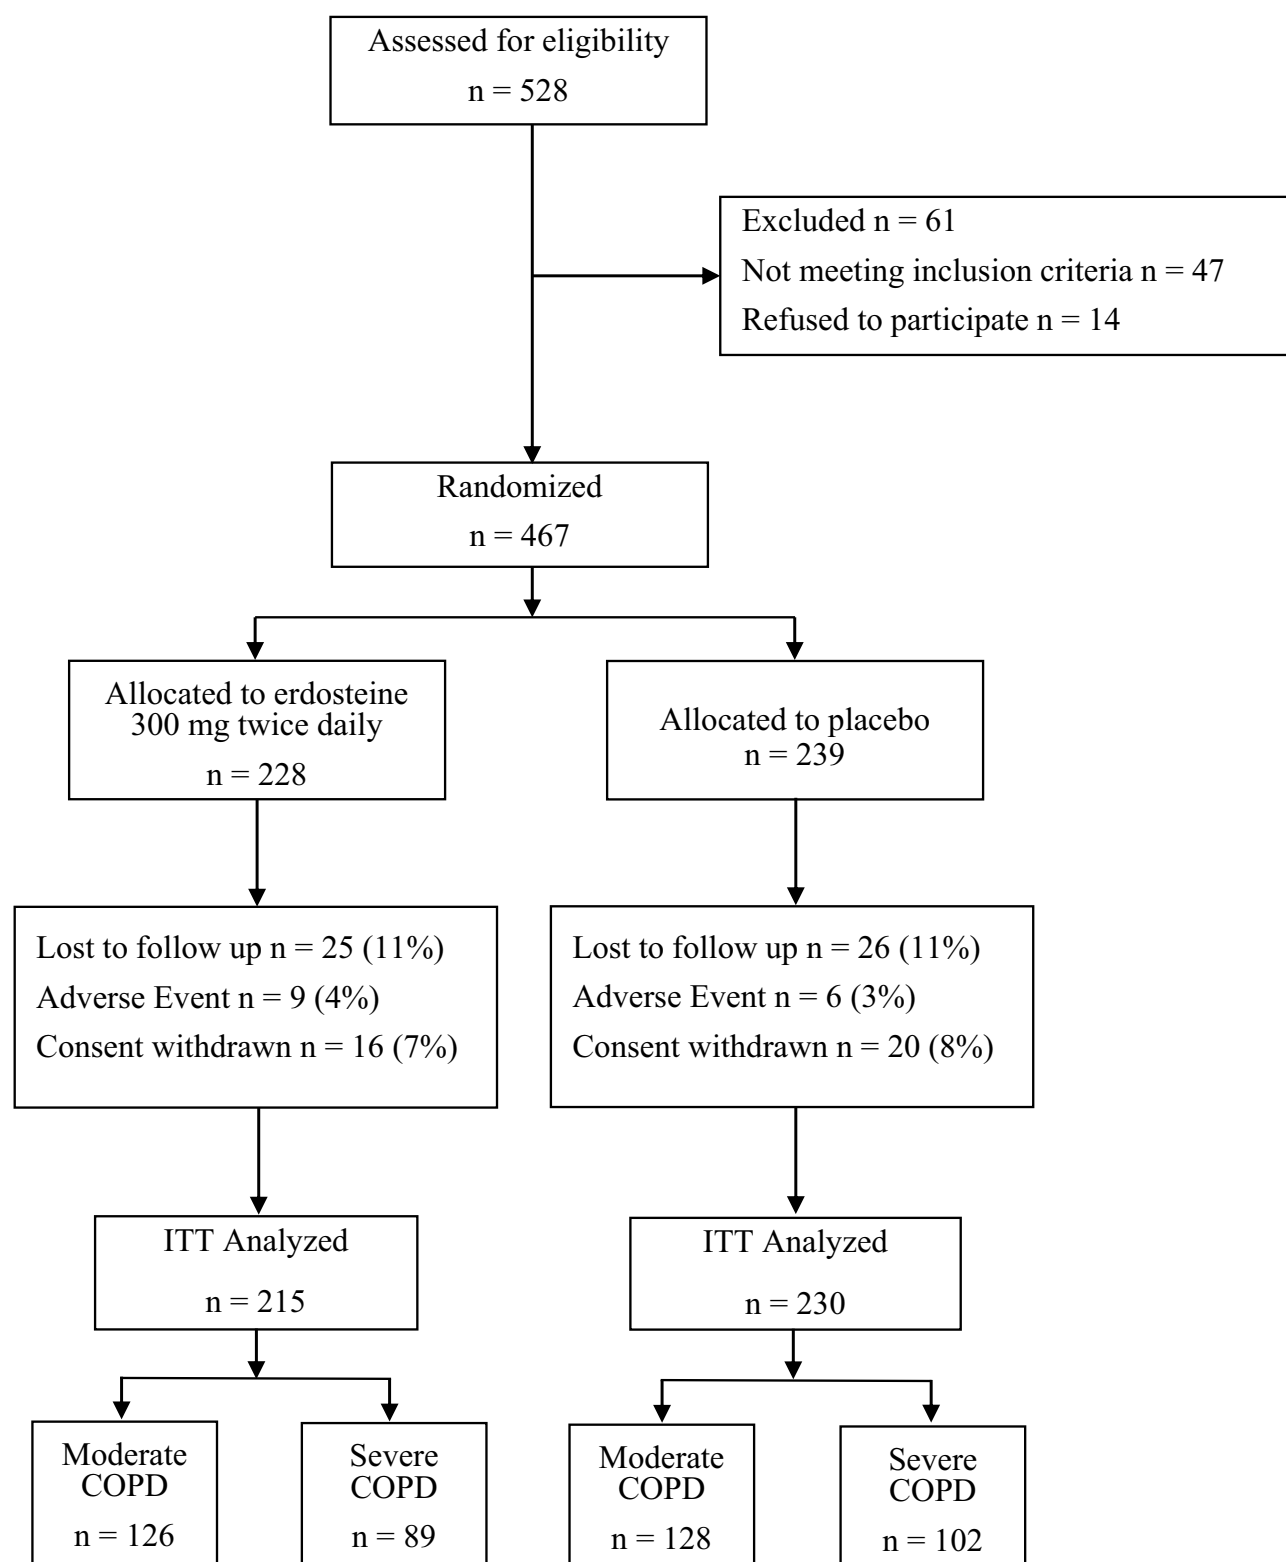 Assessed for eligibility
n = 528
Excluded n = 61
Not meeting inclusion criteria n = 47
Refused to participate n = 14
Randomized
n = 467
Allocated to erdosteine
300 mg twice daily
n = 228
Allocated to placebo
n = 239
Lost to follow up n = 25 (11%)
Adverse Event n = 9 (4%)
Consent withdrawn n = 16 (7%)
Lost to follow up n = 26 (11%)
Adverse Event n = 6 (3%)
Consent withdrawn n = 20 (8%)
ITT Analyzed
n = 215
ITT Analyzed
n = 230
Moderate
COPD
n = 126
Severe
COPD
n = 89
Moderate
COPD
n = 128
Severe
COPD
n = 102